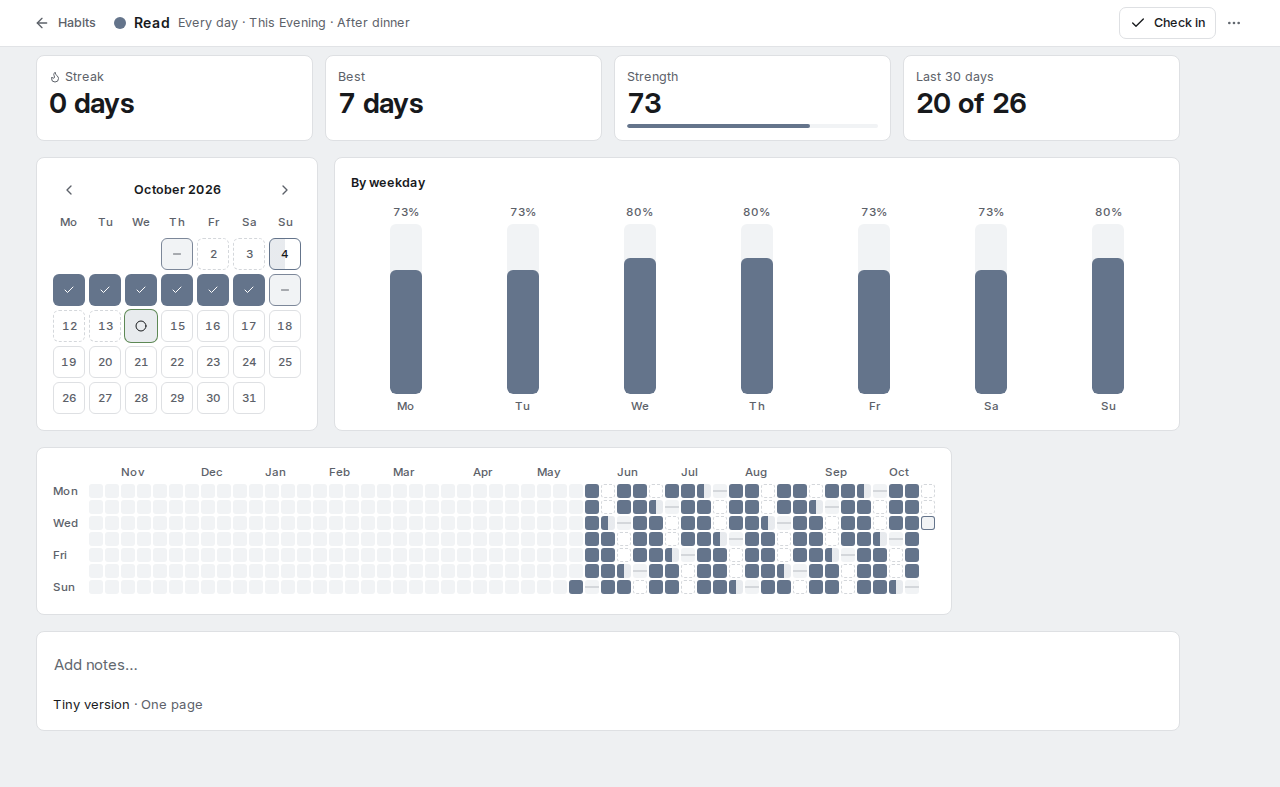 Habits Read Every day · This Evening · After dinner Check in
Streak
0 days
Best
7 days
Strength
73
Last 30 days
20 of 26
October 2026
Mo Tu We Th Fr Sa Su
2 3 4
12 13 15 16 17 18
19 20 21 22 23 24 25
26 27 28 29 30 31
By weekday
73% 73% 80% 80% 73% 73% 80%
Mo Tu We Th Fr Sa Su
Nov Dec Jan Feb Mar Apr May Jun Jul Aug Sep Oct
Mon
Wed
Fri
Sun
Add notes...
Tiny version · One page